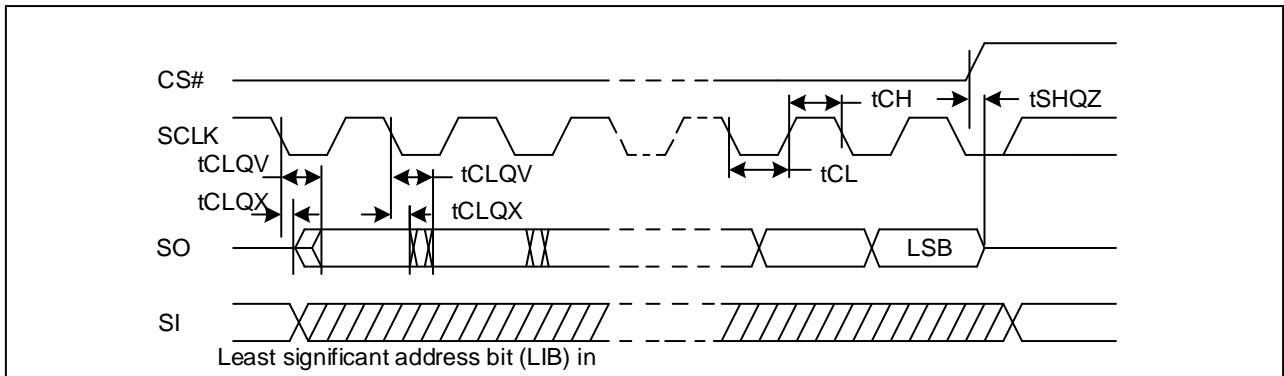 CS#
tCH
tSHQZ
SCLK
tCLQV
tCLQV
tCL
tCLQX
tCLQX
SO
LSB
SI
Least significant address bit (LIB) in